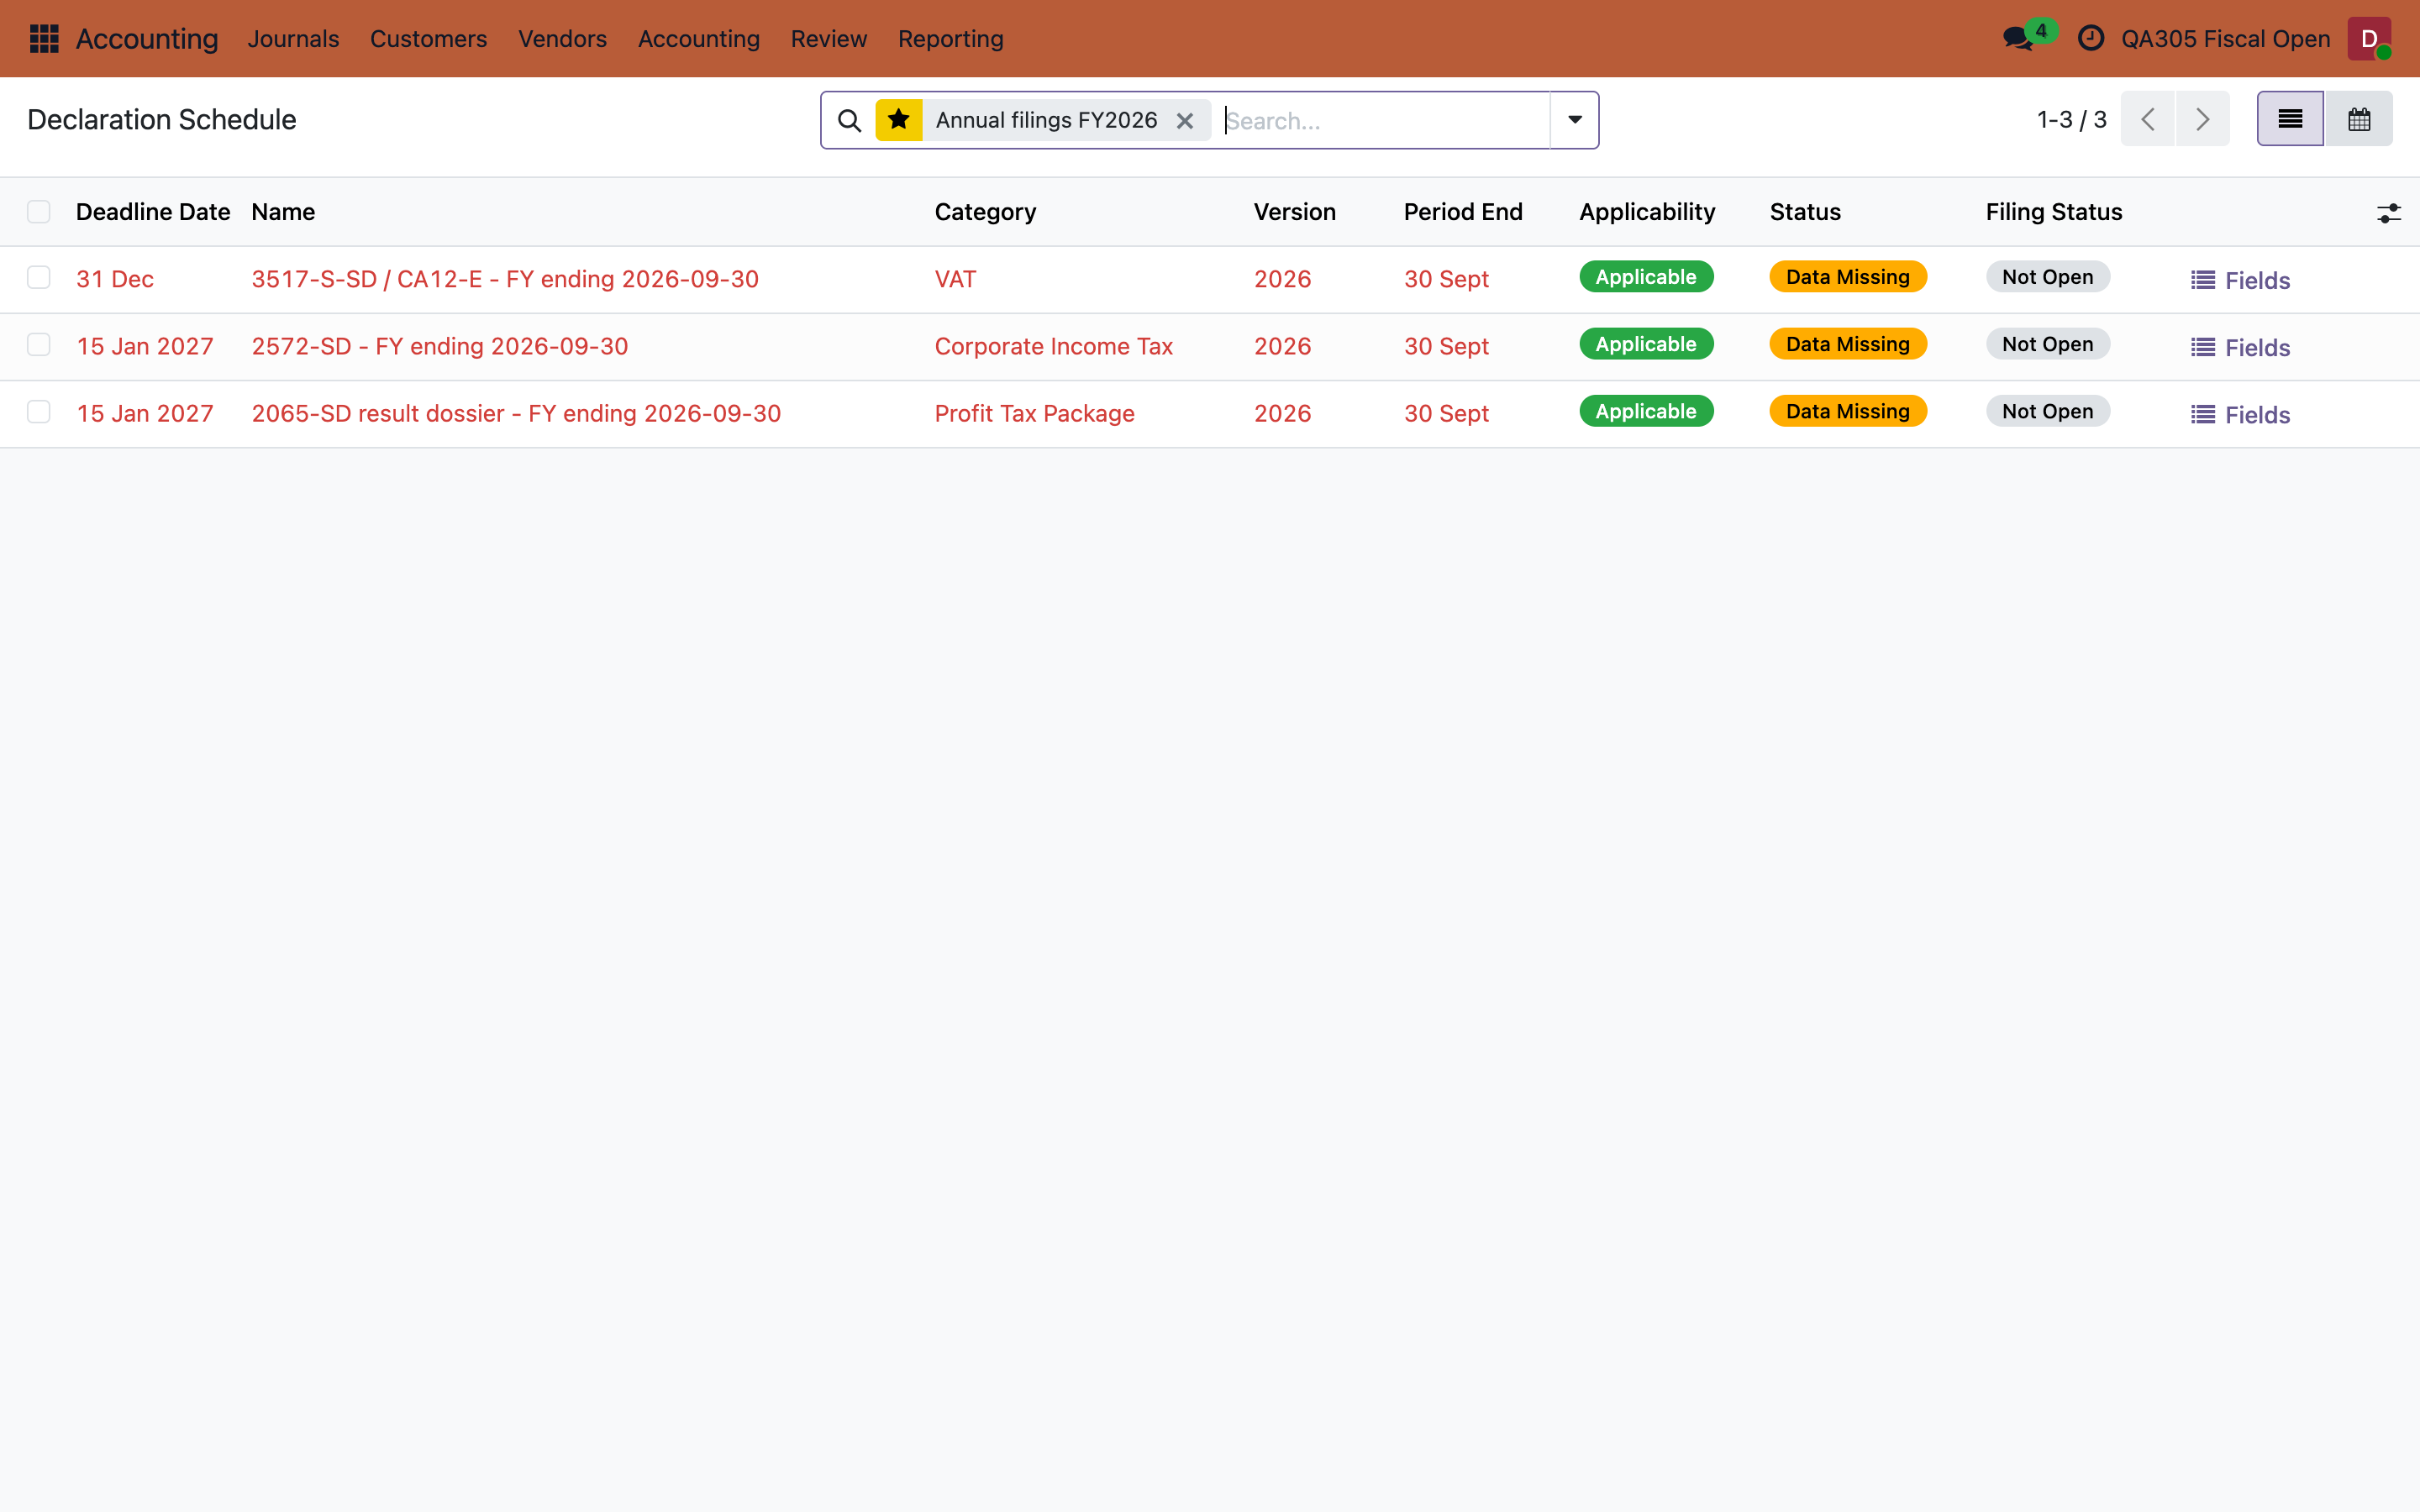 Accounting Journals Customers Vendors Accounting Review Reporting 4 QA305 Fiscal Open D
Declaration Schedule Annual filings FY2026 Search... 1-3 / 3
Deadline Date Name Category Version Period End Applicability Status Filing Status
31 Dec 3517-S-SD / CA12-E - FY ending 2026-09-30 VAT 2026 30 Sept Applicable Data Missing Not Open Fields
15 Jan 2027 2572-SD - FY ending 2026-09-30 Corporate Income Tax 2026 30 Sept Applicable Data Missing Not Open Fields
15 Jan 2027 2065-SD result dossier - FY ending 2026-09-30 Profit Tax Package 2026 30 Sept Applicable Data Missing Not Open Fields